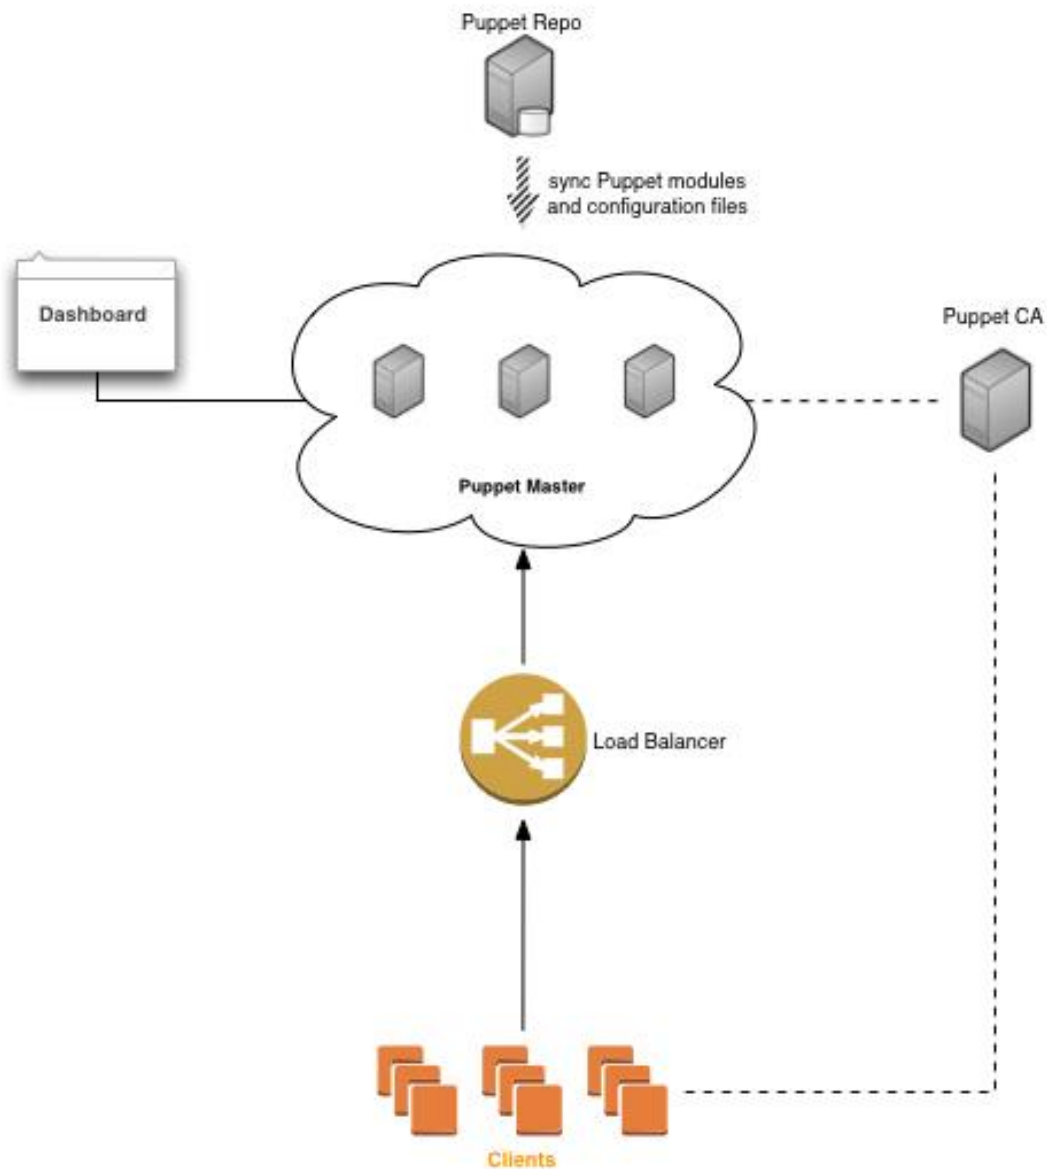 Puppet Repo
sync Puppet modules
and configuration files
Dashboard
Puppet CA
Puppet Master
Load Balancer
Clients